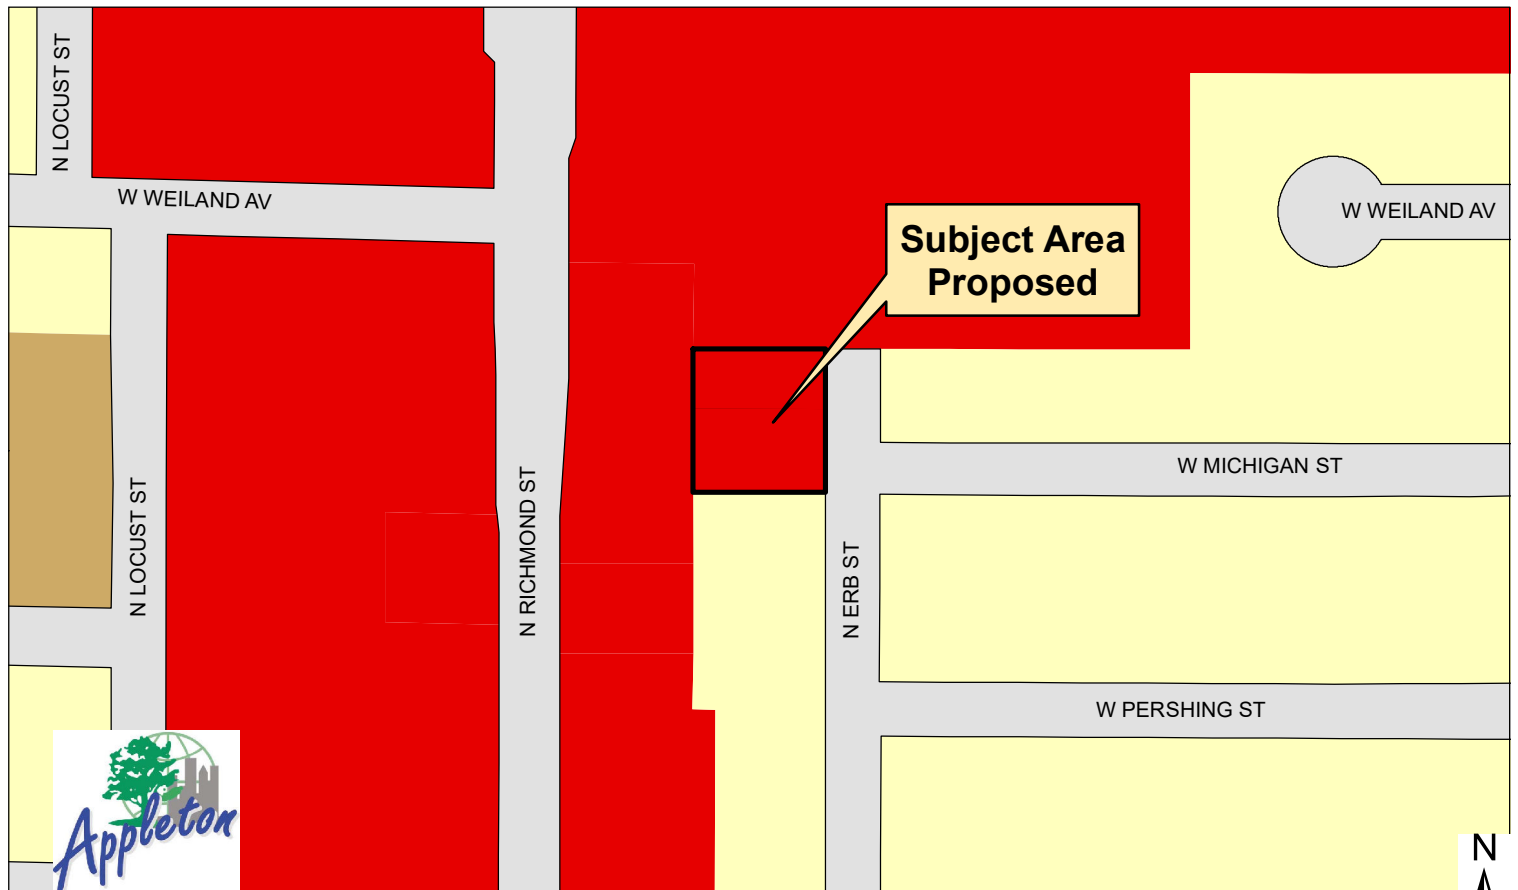 N LOCUST ST
W WEILAND AV
W WEILAND AV
Subject Area
Proposed
W MICHIGAN ST
N LOCUST ST
N RICHMOND ST
N ERB ST
W PERSHING ST
Appleton
N